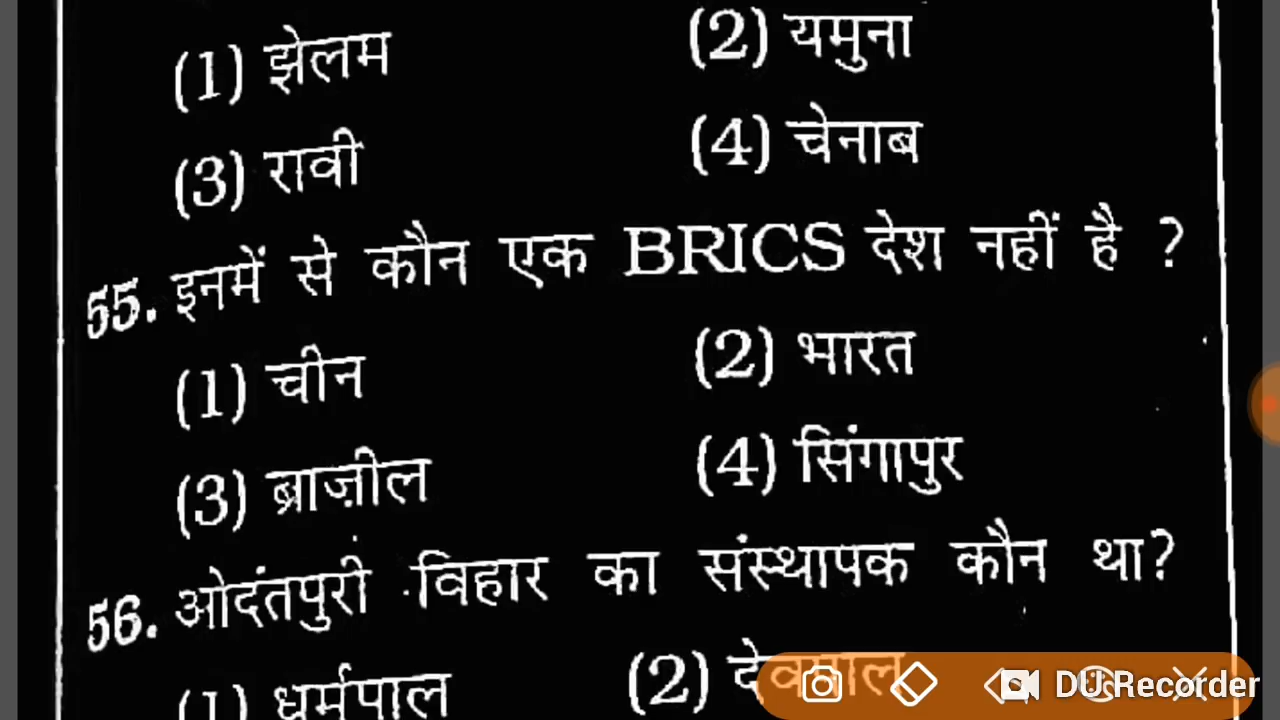 (1) झेलम (2) यमुना
(3) रावी (4) चेनाब
55. इनमें से कौन एक BRICS देश नहीं है ?
(1) चीन (2) भारत
(3) ब्राज़ील (4) सिंगापुर
56. ओदंतपुरी विहार का संस्थापक कौन था?
(1) धर्मपाल (2)
DU Recorder